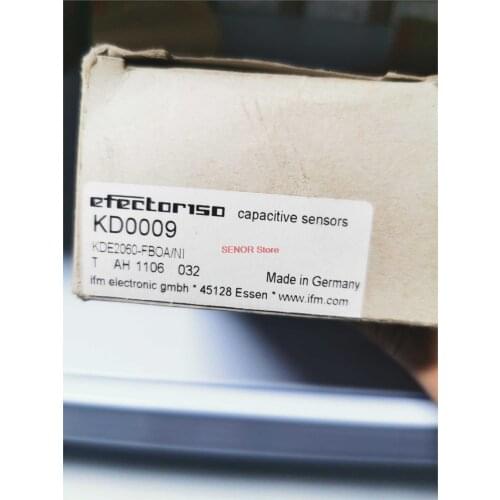 efector150 capacitive sensors
KD0009
SENOR Store
KDE2060-FBOA/NI
T AH 1106 032 Made in Germany
ifm electronic gmbh * 45128 Essen * www.ifm.com